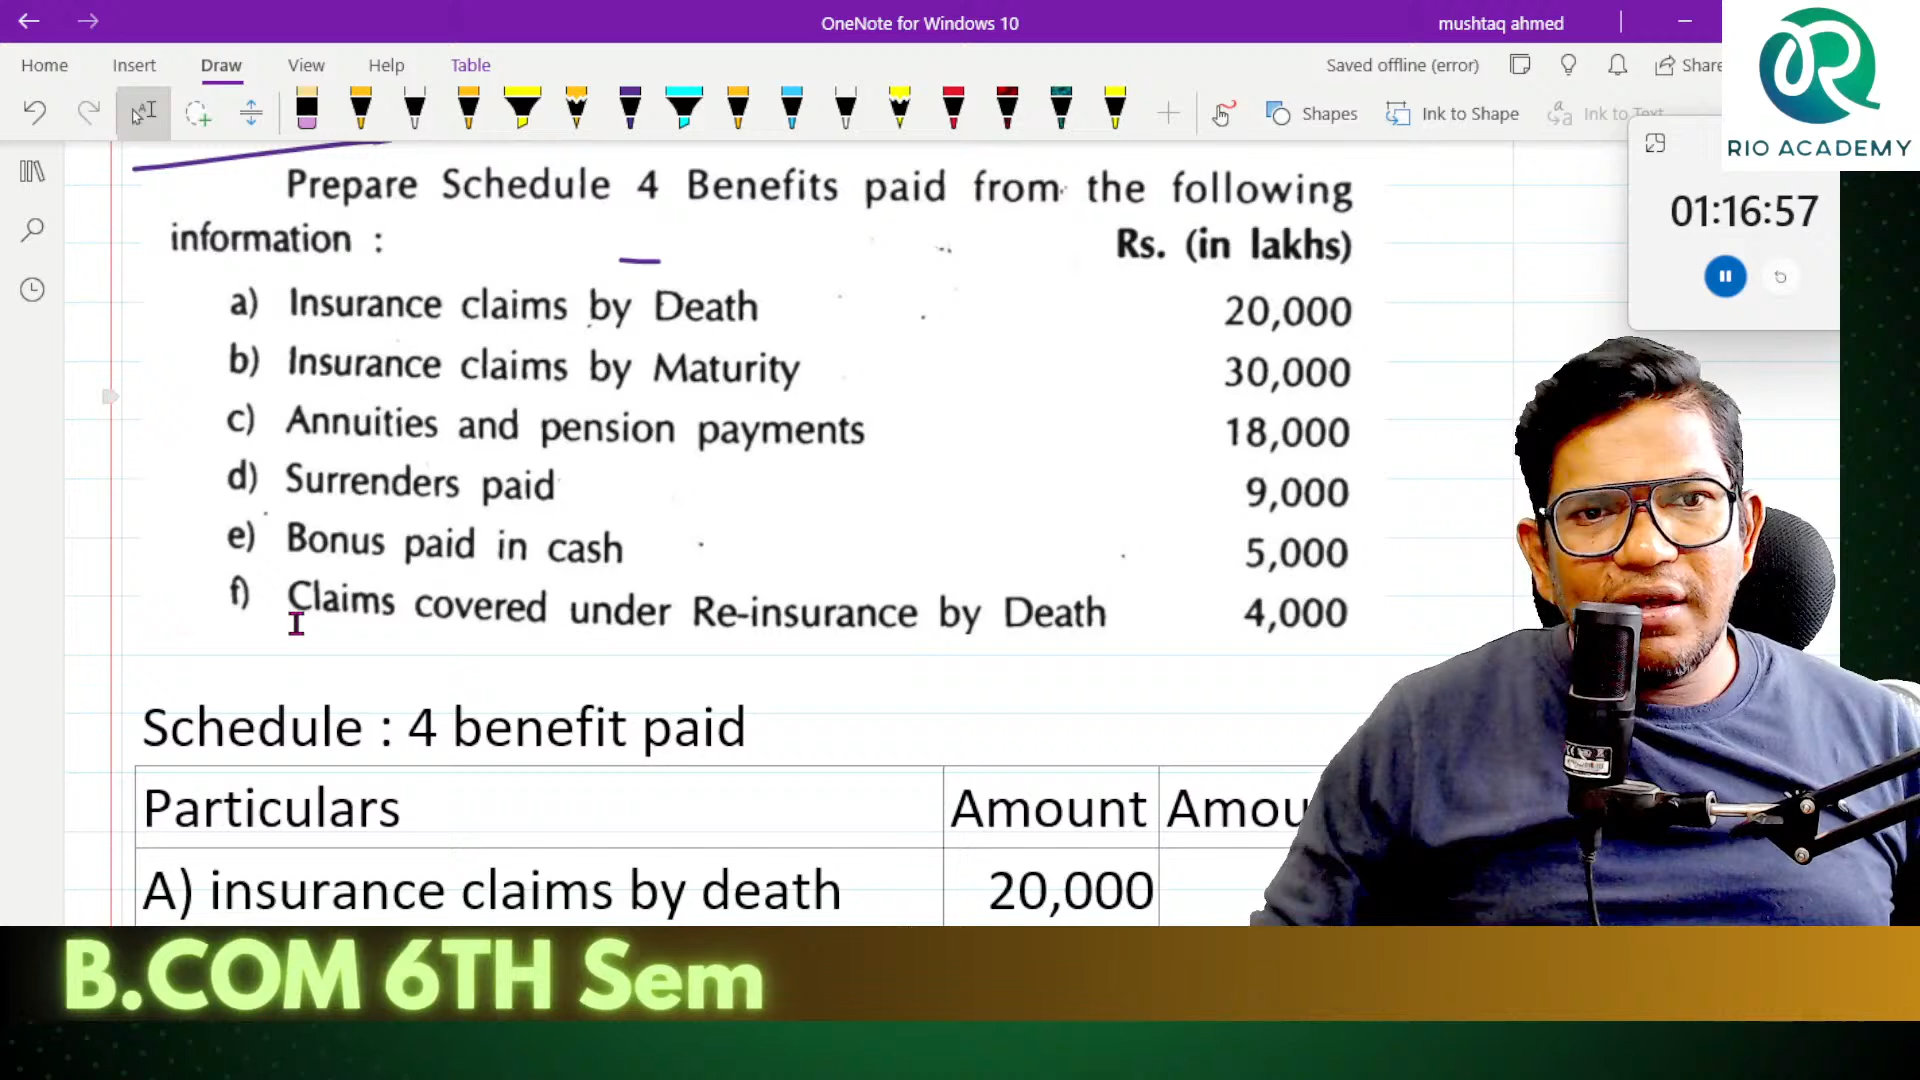 OneNote for Windows 10
mushtaq ahmed
Home
Insert
Draw
View
Help
Table
Saved offline (error)
Share
Shapes
Ink to Shape
Ink to Text
RIO ACADEMY
01:16:57
Prepare Schedule 4 Benefits paid from the following
information :
Rs. (in lakhs)
a) Insurance claims by Death 20,000
b) Insurance claims by Maturity 30,000
c) Annuities and pension payments 18,000
d) Surrenders paid 9,000
e) Bonus paid in cash 5,000
f) Claims covered under Re-insurance by Death 4,000
Schedule : 4 benefit paid
Particulars Amount Amou
A) insurance claims by death 20,000
B.COM 6TH Sem